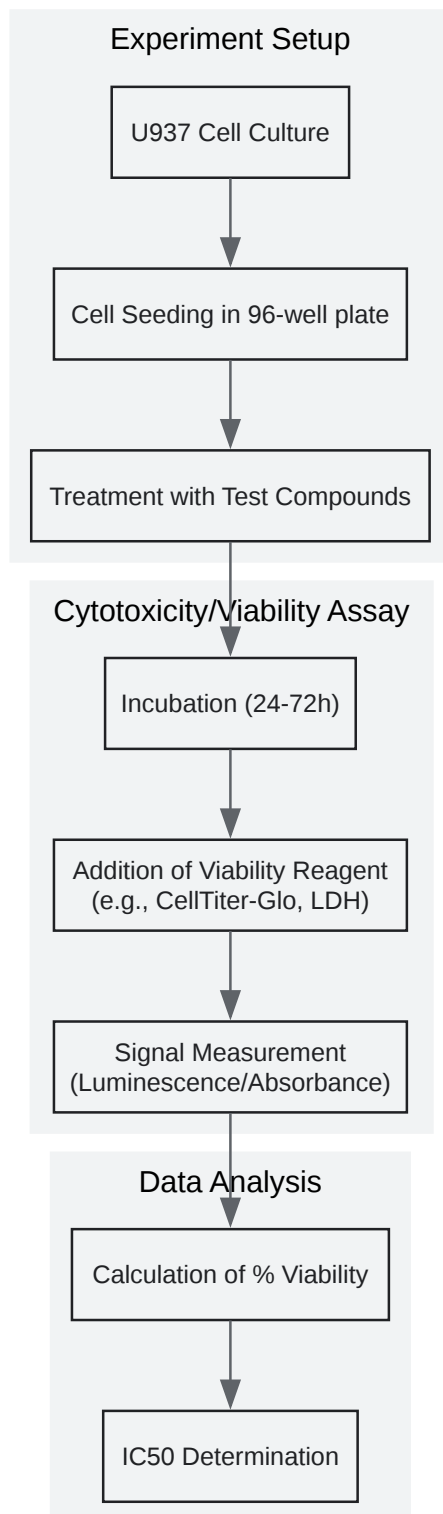 Experiment Setup
U937 Cell Culture
Cell Seeding in 96-well plate
Treatment with Test Compounds
Cytotoxicity/Viability Assay
Incubation (24-72h)
Addition of Viability Reagent
(e.g., CellTiter-Glo, LDH)
Signal Measurement
(Luminescence/Absorbance)
Data Analysis
Calculation of % Viability
IC50 Determination